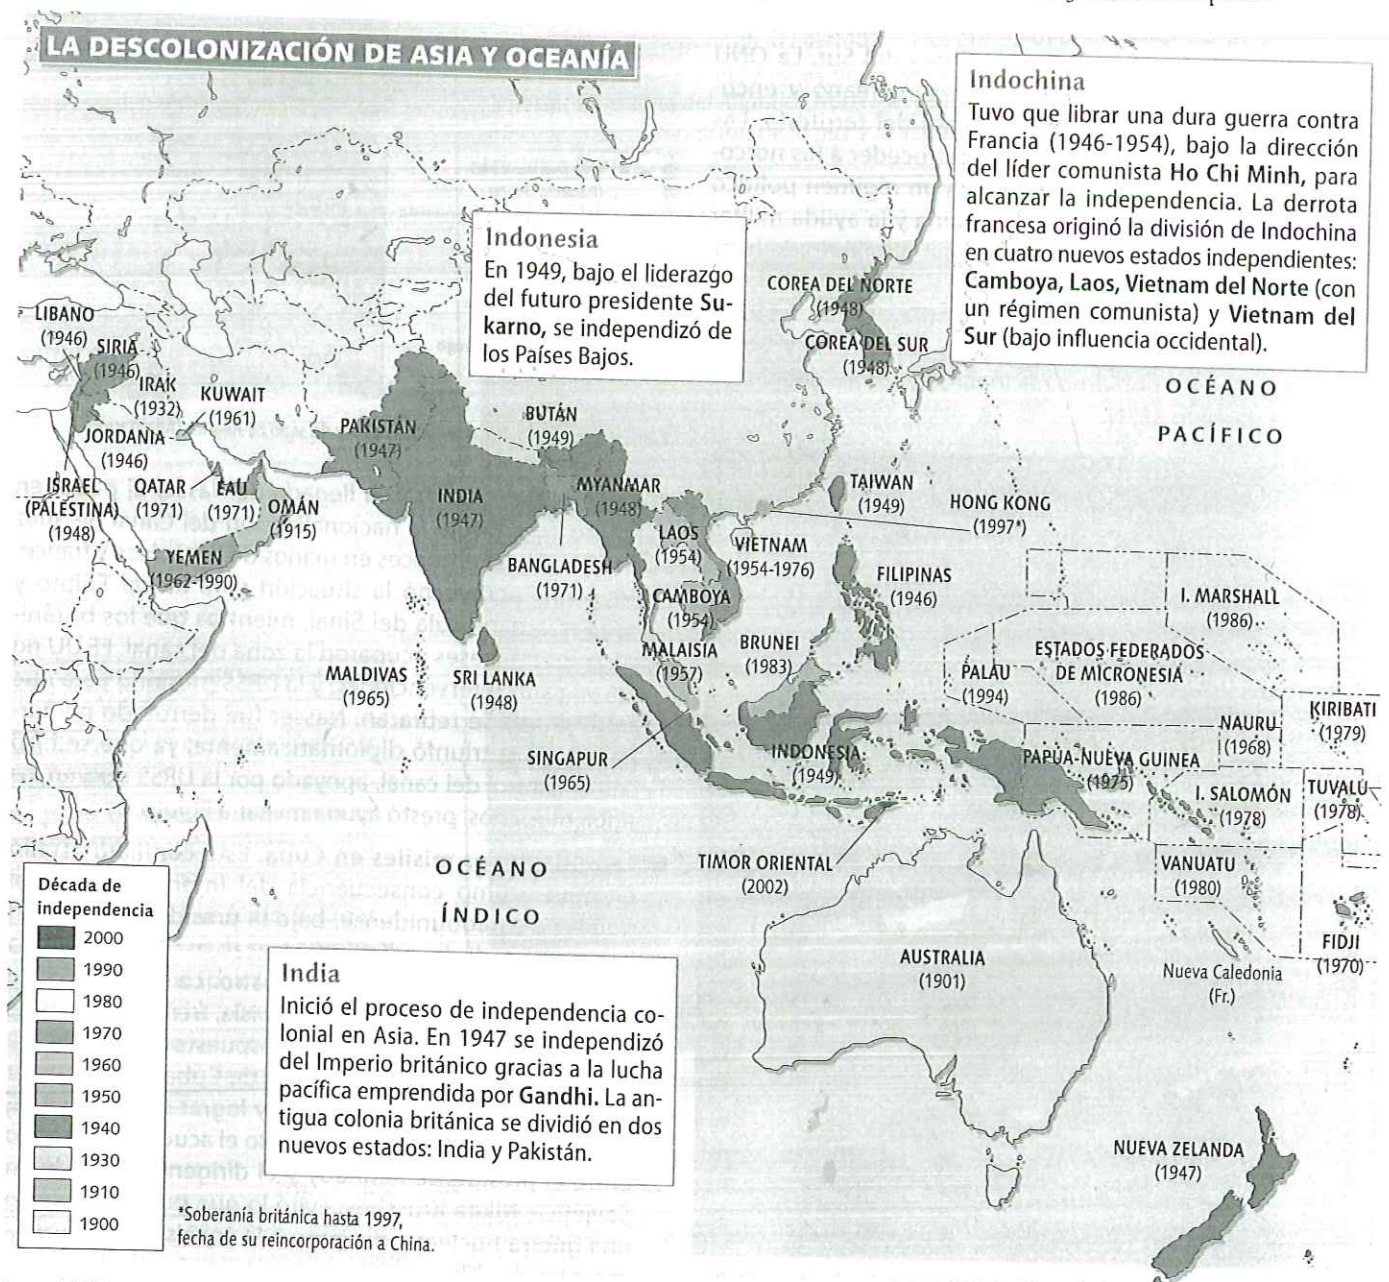 LA DESCOLONIZACIÓN DE ASIA Y OCEANÍA
Indochina
Tuvo que librar una dura guerra contra
Francia (1946-1954), bajo la dirección
del líder comunista Ho Chi Minh, para
alcanzar la independencia. La derrota
francesa originó la división de Indochina
en cuatro nuevos estados independientes:
Camboya, Laos, Vietnam del Norte (con
un régimen comunista) y Vietnam del
Sur (bajo influencia occidental).
Indonesia
En 1949, bajo el liderazgo
del futuro presidente Su-
karno, se independizó de
los Países Bajos.
COREA DEL NORTE
(1948)
COREA DEL SUR
(1948)
LÍBANO
(1946)
SIRIA
(1946)
IRAK
(1932)
KUWAIT
(1961)
JORDANIA
(1946)
ISRAEL
(PALESTINA)
(1948)
QATAR
(1971)
EAU
(1971)
OMÁN
(1915)
YEMEN
(1962-1990)
PAKISTÁN
(1947)
BUTÁN
(1949)
INDIA
(1947)
MYANMAR
(1948)
BANGLADESH
(1971)
LAOS
(1954)
VIETNAM
(1954-1976)
CAMBOYA
(1954)
TAIWAN
(1949)
HONG KONG
(1997*)
OCÉANO
PACÍFICO
FILIPINAS
(1946)
MALDIVAS
(1965)
SRI LANKA
(1948)
MALAISIA
(1957)
BRUNEI
(1983)
SINGAPUR
(1965)
INDONESIA
(1949)
TIMOR ORIENTAL
(2002)
PALAU
(1994)
ESTADOS FEDERADOS
DE MICRONESIA
(1986)
I. MARSHALL
(1986)
NAURU
(1968)
KIRIBATI
(1979)
PAPÚA-NUEVA GUINEA
(1975)
I. SALOMÓN
(1978)
TUVALU
(1978)
VANUATU
(1980)
FIDJI
(1970)
Nueva Caledonia
(Fr.)
AUSTRALIA
(1901)
NUEVA ZELANDA
(1947)
OCÉANO
ÍNDICO
Década de
independencia
2000
1990
1980
1970
1960
1950
1940
1930
1910
1900
India
Inició el proceso de independencia co-
lonial en Asia. En 1947 se independizó
del Imperio británico gracias a la lucha
pacífica emprendida por Gandhi. La an-
tigua colonia británica se dividió en dos
nuevos estados: India y Pakistán.
*Soberanía británica hasta 1997,
fecha de su reincorporación a China.